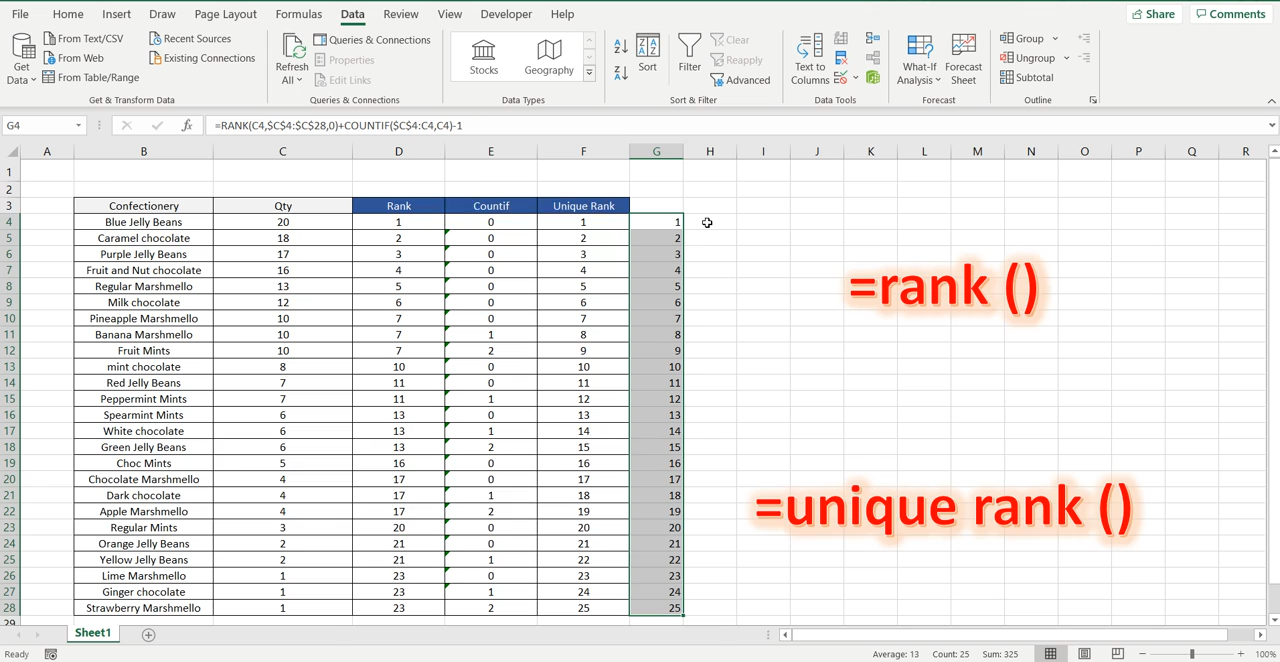 File Home Insert Draw Page Layout Formulas Data Review View Developer Help Share Comments
Get Data From Text/CSV From Web From Table/Range Recent Sources Existing Connections
Get & Transform Data
Refresh All Queries & Connections Properties Edit Links
Queries & Connections
Stocks Geography
Data Types
Sort Filter Clear Reapply Advanced
Sort & Filter
Text to Columns
Data Tools
What-If Analysis Forecast Sheet
Forecast
Group Ungroup Subtotal
Outline
G4 fx =RANK(C4,$C$4:$C$28,0)+COUNTIF($C$4:C4,C4)-1
A B C D E F G H I J K L M N O P Q R
1
2
3 Confectionery Qty Rank Countif Unique Rank
4 Blue Jelly Beans 20 1 0 1 1
5 Caramel chocolate 18 2 0 2 2
6 Purple Jelly Beans 17 3 0 3 3
7 Fruit and Nut chocolate 16 4 0 4 4
8 Regular Marshmello 13 5 0 5 5
9 Milk chocolate 12 6 0 6 6
10 Pineapple Marshmello 10 7 0 7 7
11 Banana Marshmello 10 7 1 8 8
12 Fruit Mints 10 7 2 9 9
13 mint chocolate 8 10 0 10 10
14 Red Jelly Beans 7 11 0 11 11
15 Peppermint Mints 7 11 1 12 12
16 Spearmint Mints 6 13 0 13 13
17 White chocolate 6 13 1 14 14
18 Green Jelly Beans 6 13 2 15 15
19 Choc Mints 5 16 0 16 16
20 Chocolate Marshmello 4 17 0 17 17
21 Dark chocolate 4 17 1 18 18
22 Apple Marshmello 4 17 2 19 19
23 Regular Mints 3 20 0 20 20
24 Orange Jelly Beans 2 21 0 21 21
25 Yellow Jelly Beans 2 21 1 22 22
26 Lime Marshmello 1 23 0 23 23
27 Ginger chocolate 1 23 1 24 24
28 Strawberry Marshmello 1 23 2 25 25
29
=rank ()
=unique rank ()
Sheet1
Ready Average: 13 Count: 25 Sum: 325 100%